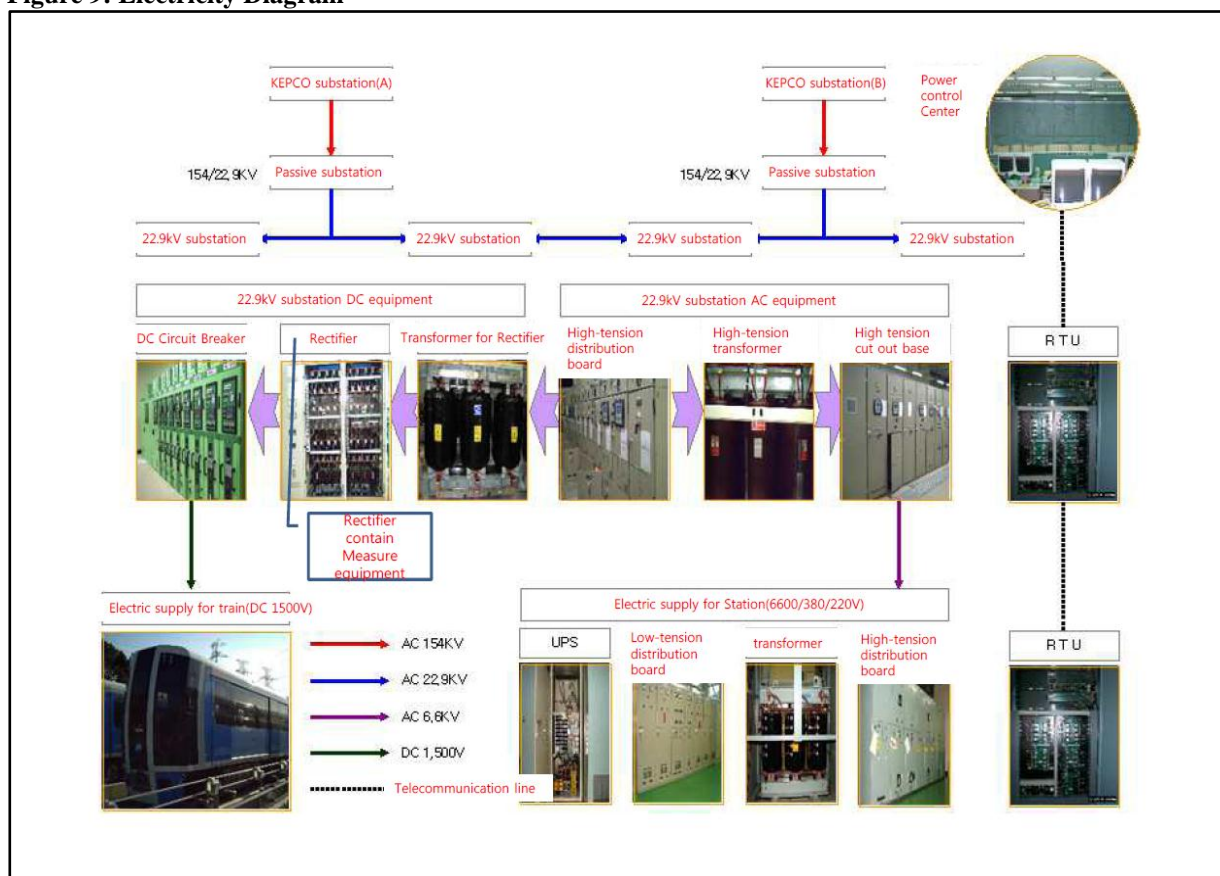 Figure 9: Electricity Diagram
KEPCO substation(A)
KEPCO substation(B)
Power
control
Center
154/22,9KV
Passive substation
154/22,9KV
Passive substation
22.9kV substation
22.9kV substation
22.9kV substation
22.9kV substation
22.9kV substation DC equipment
22.9kV substation AC equipment
DC Circuit Breaker
Rectifier
Transformer for Rectifier
High-tension
distribution
board
High-tension
transformer
High tension
cut out base
RTU
Rectifier
contain
Measure
equipment
Electric supply for train(DC 1500V)
Electric supply for Station(6600/380/220V)
AC 154KV
AC 22,9KV
AC 6,6KV
DC 1,500V
Telecommunication line
UPS
Low-tension
distribution
board
transformer
High-tension
distribution
board
RTU